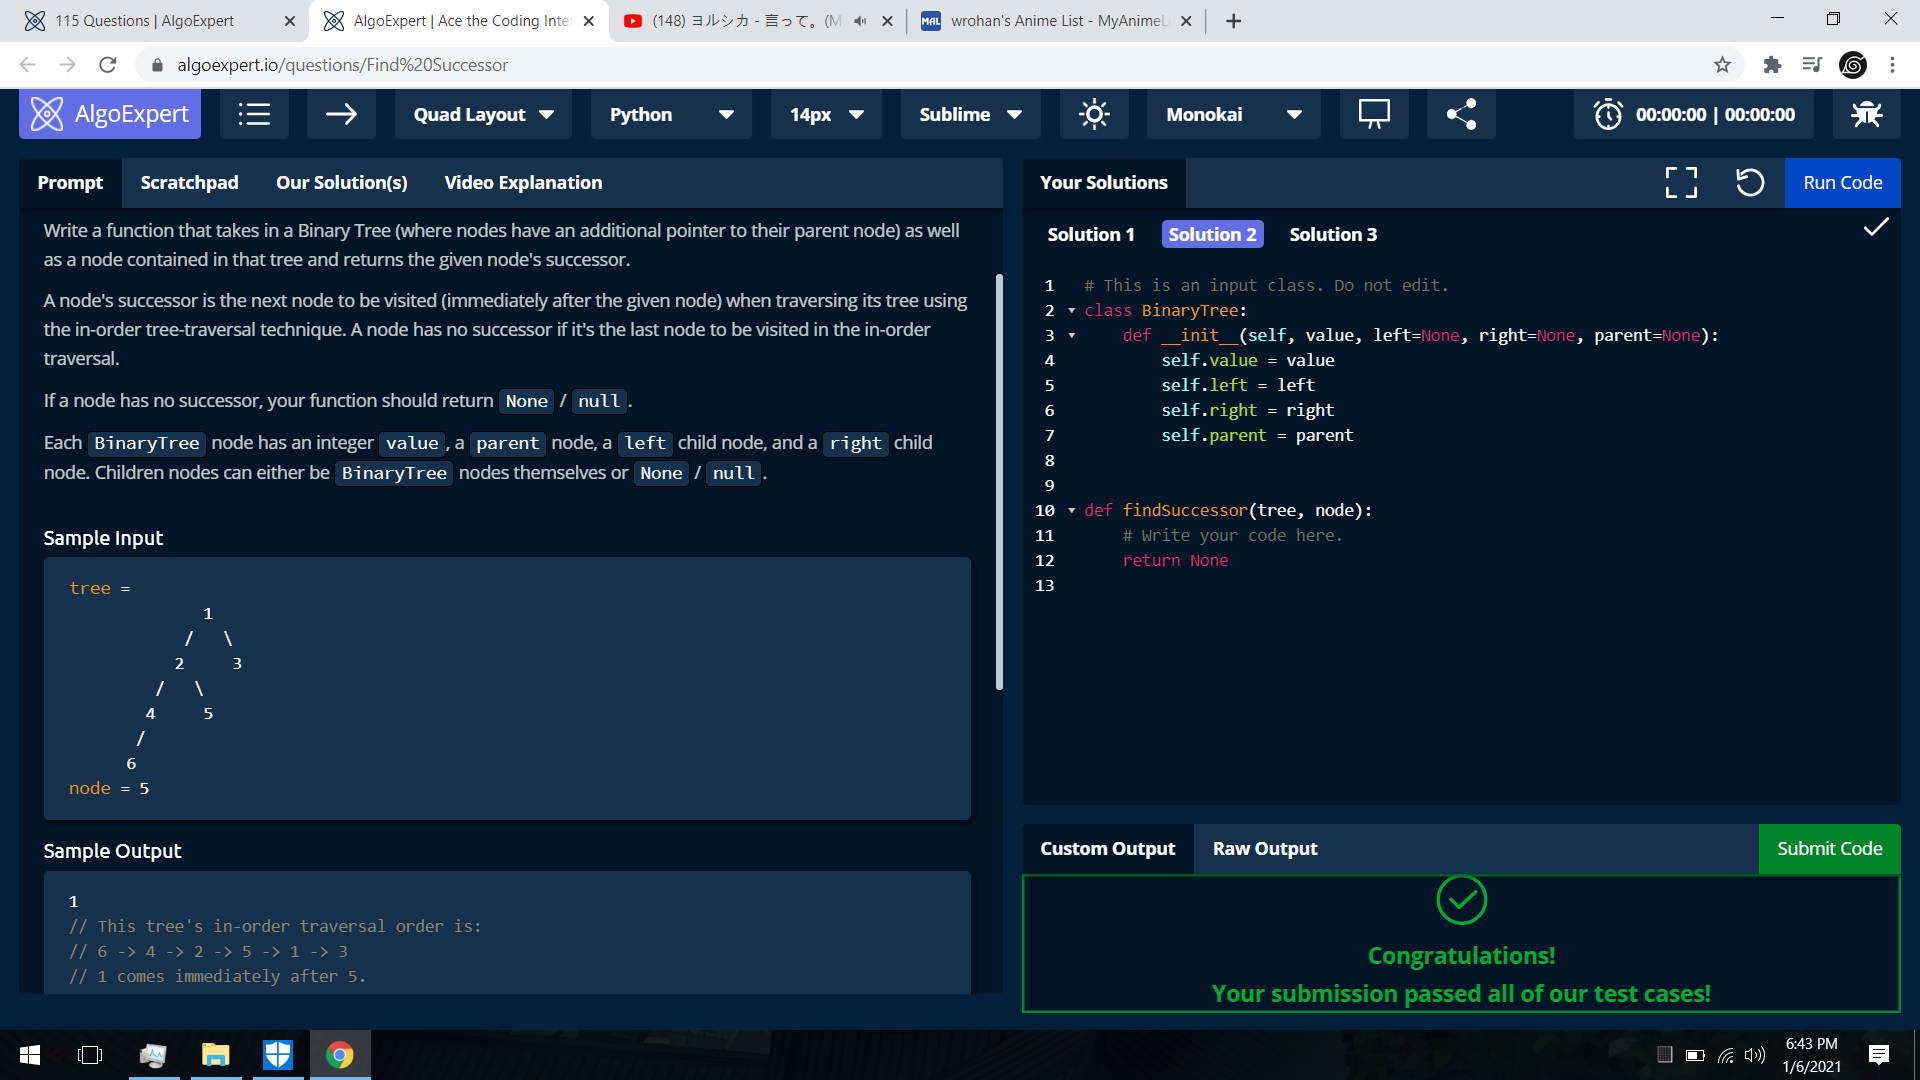 115 Questions | AlgoExpert
AlgoExpert | Ace the Coding Inte
(148) ヨルシカ - 言って。(M
MAL wrohan's Anime List - MyAnimeL
algoexpert.io/questions/Find%20Successor
AlgoExpert
Quad Layout
Python
14px
Sublime
Monokai
00:00:00 | 00:00:00
Prompt
Scratchpad
Our Solution(s)
Video Explanation
Write a function that takes in a Binary Tree (where nodes have an additional pointer to their parent node) as well
as a node contained in that tree and returns the given node's successor.
A node's successor is the next node to be visited (immediately after the given node) when traversing its tree using
the in-order tree-traversal technique. A node has no successor if it's the last node to be visited in the in-order
traversal.
If a node has no successor, your function should return None / null .
Each BinaryTree node has an integer value , a parent node, a left child node, and a right child
node. Children nodes can either be BinaryTree nodes themselves or None / null .
Sample Input
tree =
1
/ \
2 3
/ \
4 5
/
6
node = 5
Sample Output
1
// This tree's in-order traversal order is:
// 6 -> 4 -> 2 -> 5 -> 1 -> 3
// 1 comes immediately after 5.
Your Solutions
Run Code
Solution 1
Solution 2
Solution 3
1 # This is an input class. Do not edit.
2 class BinaryTree:
3 def __init__(self, value, left=None, right=None, parent=None):
4 self.value = value
5 self.left = left
6 self.right = right
7 self.parent = parent
8
9
10 def findSuccessor(tree, node):
11 # Write your code here.
12 return None
13
Custom Output
Raw Output
Submit Code
Congratulations!
Your submission passed all of our test cases!
6:43 PM
1/6/2021